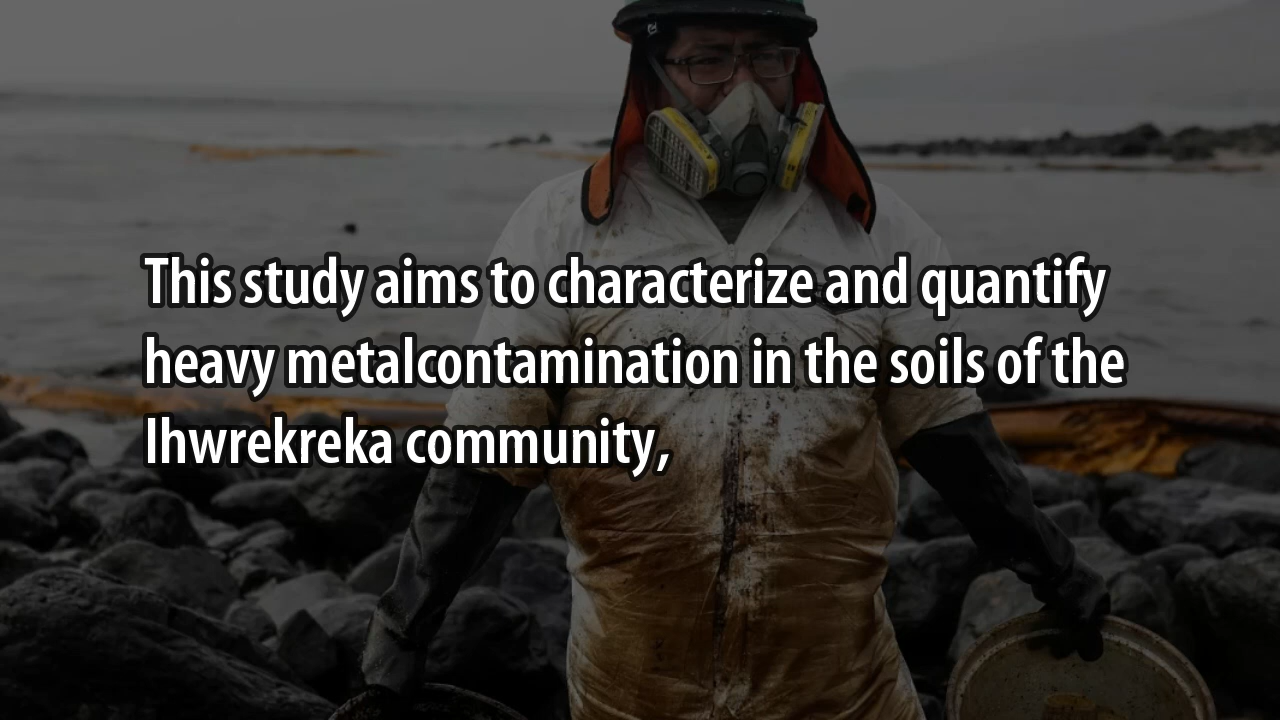 This study aims to characterize and quantify
heavy metalcontamination in the soils of the
Ihwrekreka community,